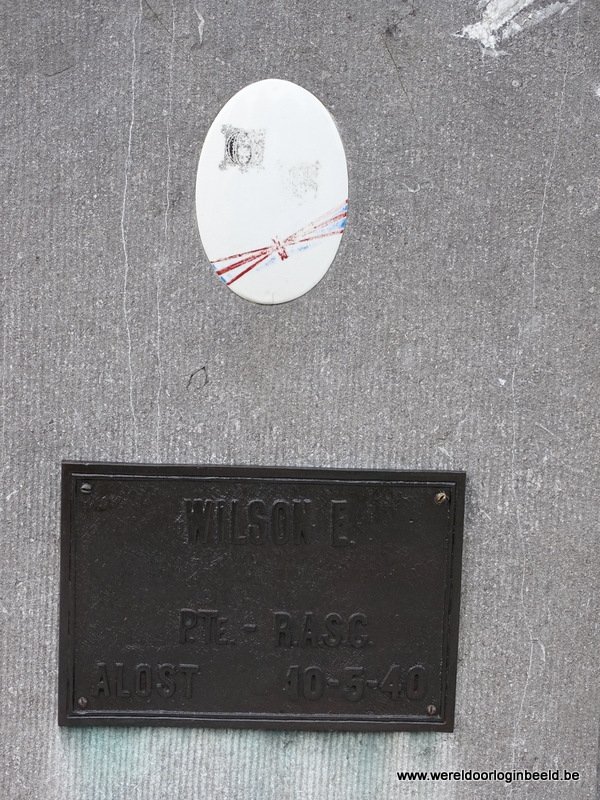 WILSON E.
PTE. - R.A.S.C.
ALOST 10-5-40
www.wereldoorloginbeeld.be